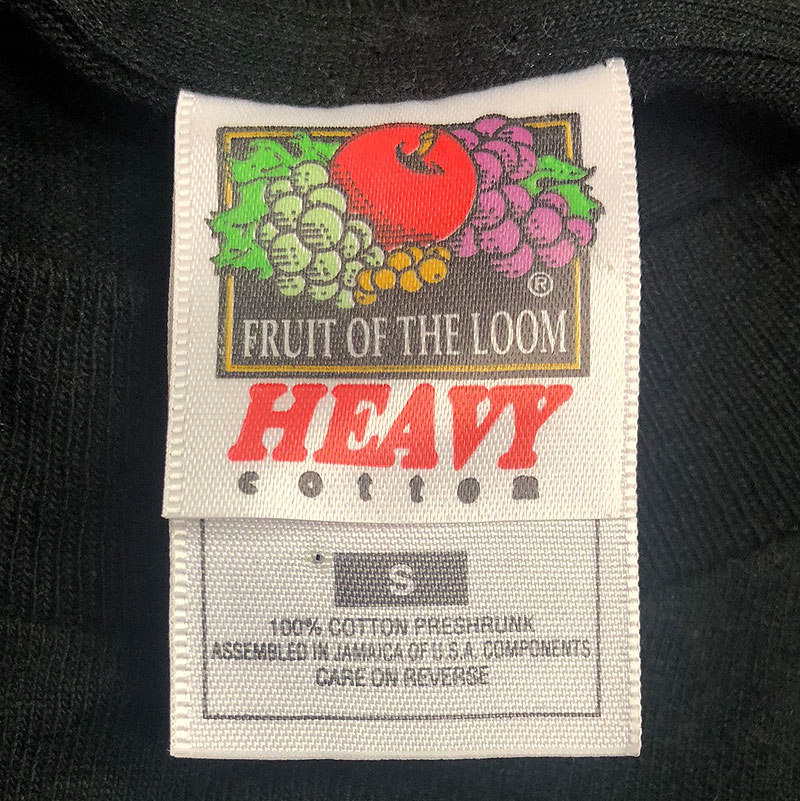 ®
FRUIT OF THE LOOM
HEAVY
cotton
S
100% COTTON PRESHRUNK
ASSEMBLED IN JAMAICA OF U.S.A. COMPONENTS
CARE ON REVERSE